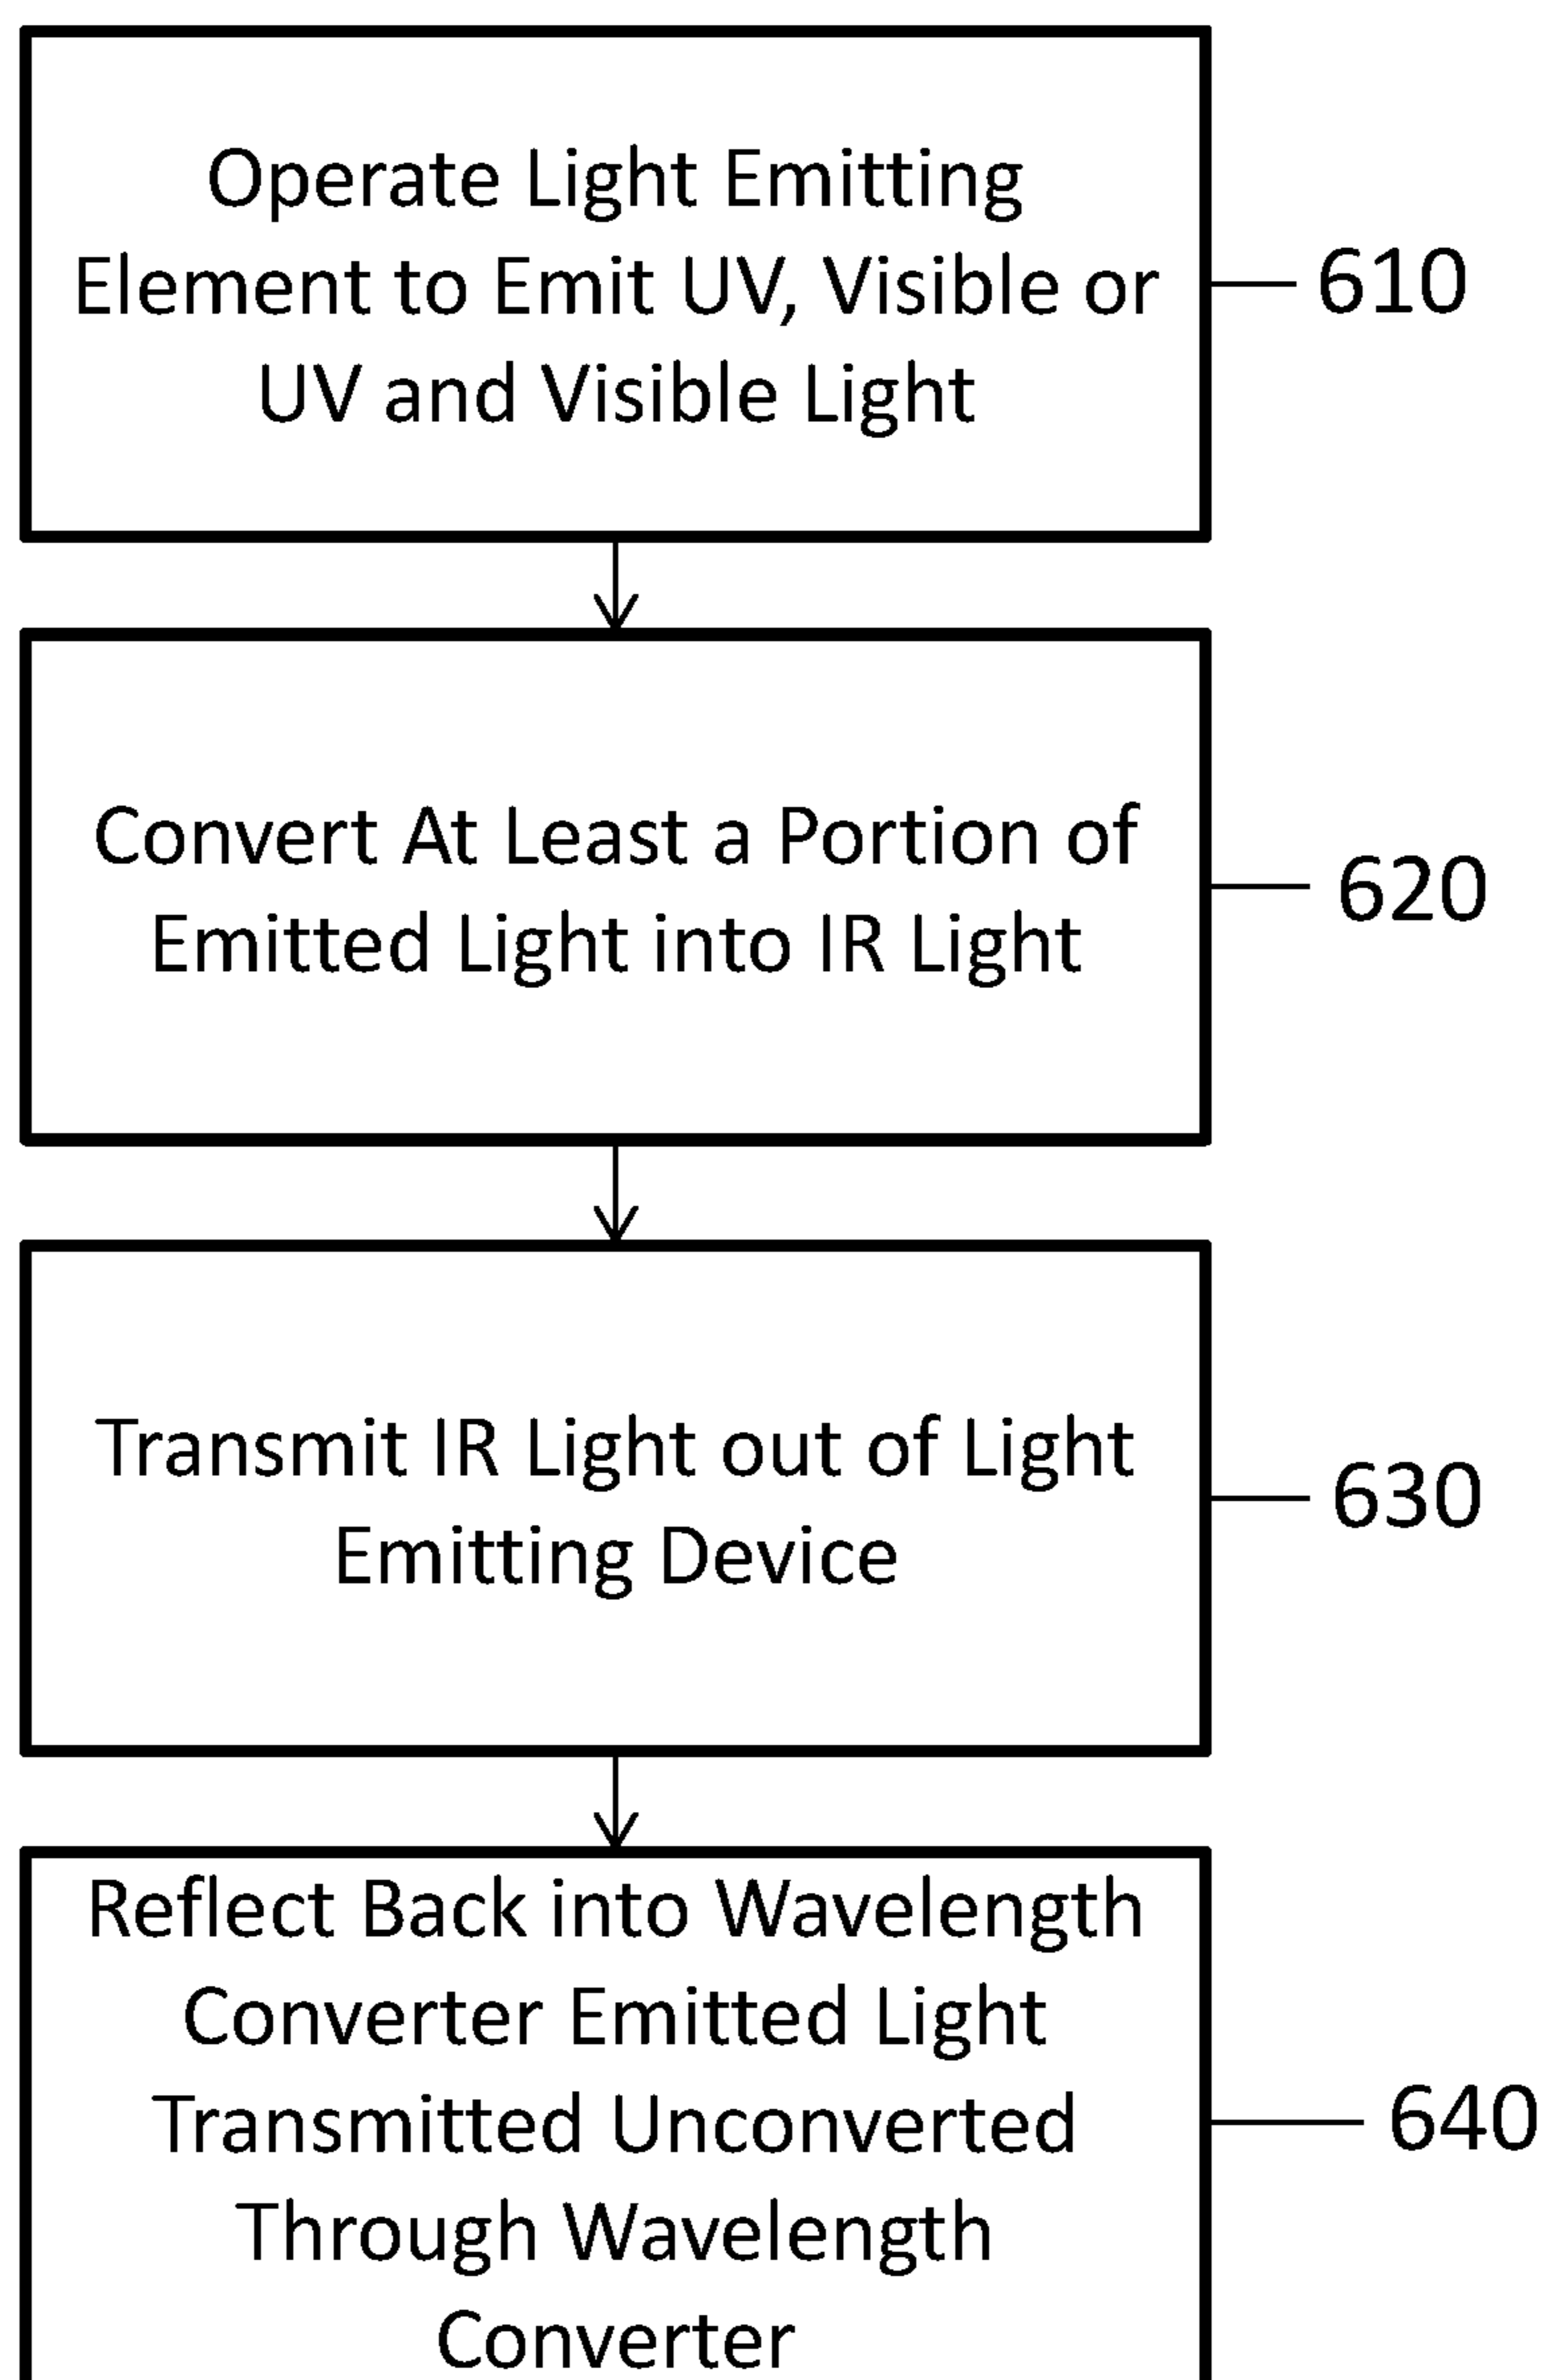 Operate Light Emitting
Element to Emit UV, Visible or
UV and Visible Light
610
Convert At Least a Portion of
Emitted Light into IR Light
620
Transmit IR Light out of Light
Emitting Device
630
Reflect Back into Wavelength
Converter Emitted Light
Transmitted Unconverted
Through Wavelength
Converter
640